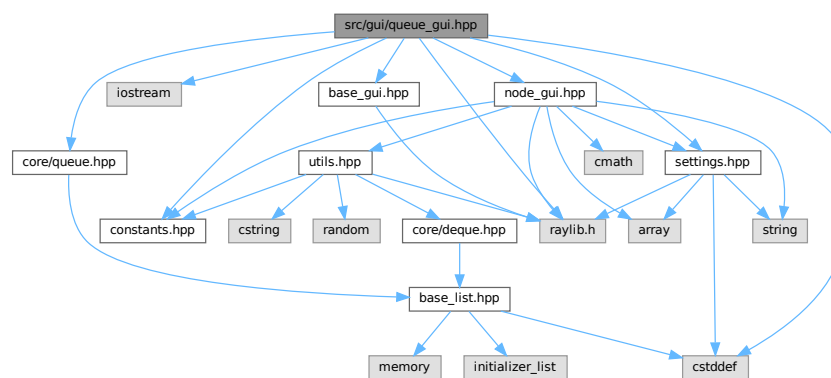 src/gui/queue_gui.hpp
iostream
base_gui.hpp
node_gui.hpp
core/queue.hpp
utils.hpp
cmath
settings.hpp
constants.hpp
cstring
random
core/deque.hpp
raylib.h
array
string
base_list.hpp
memory
initializer_list
cstddef